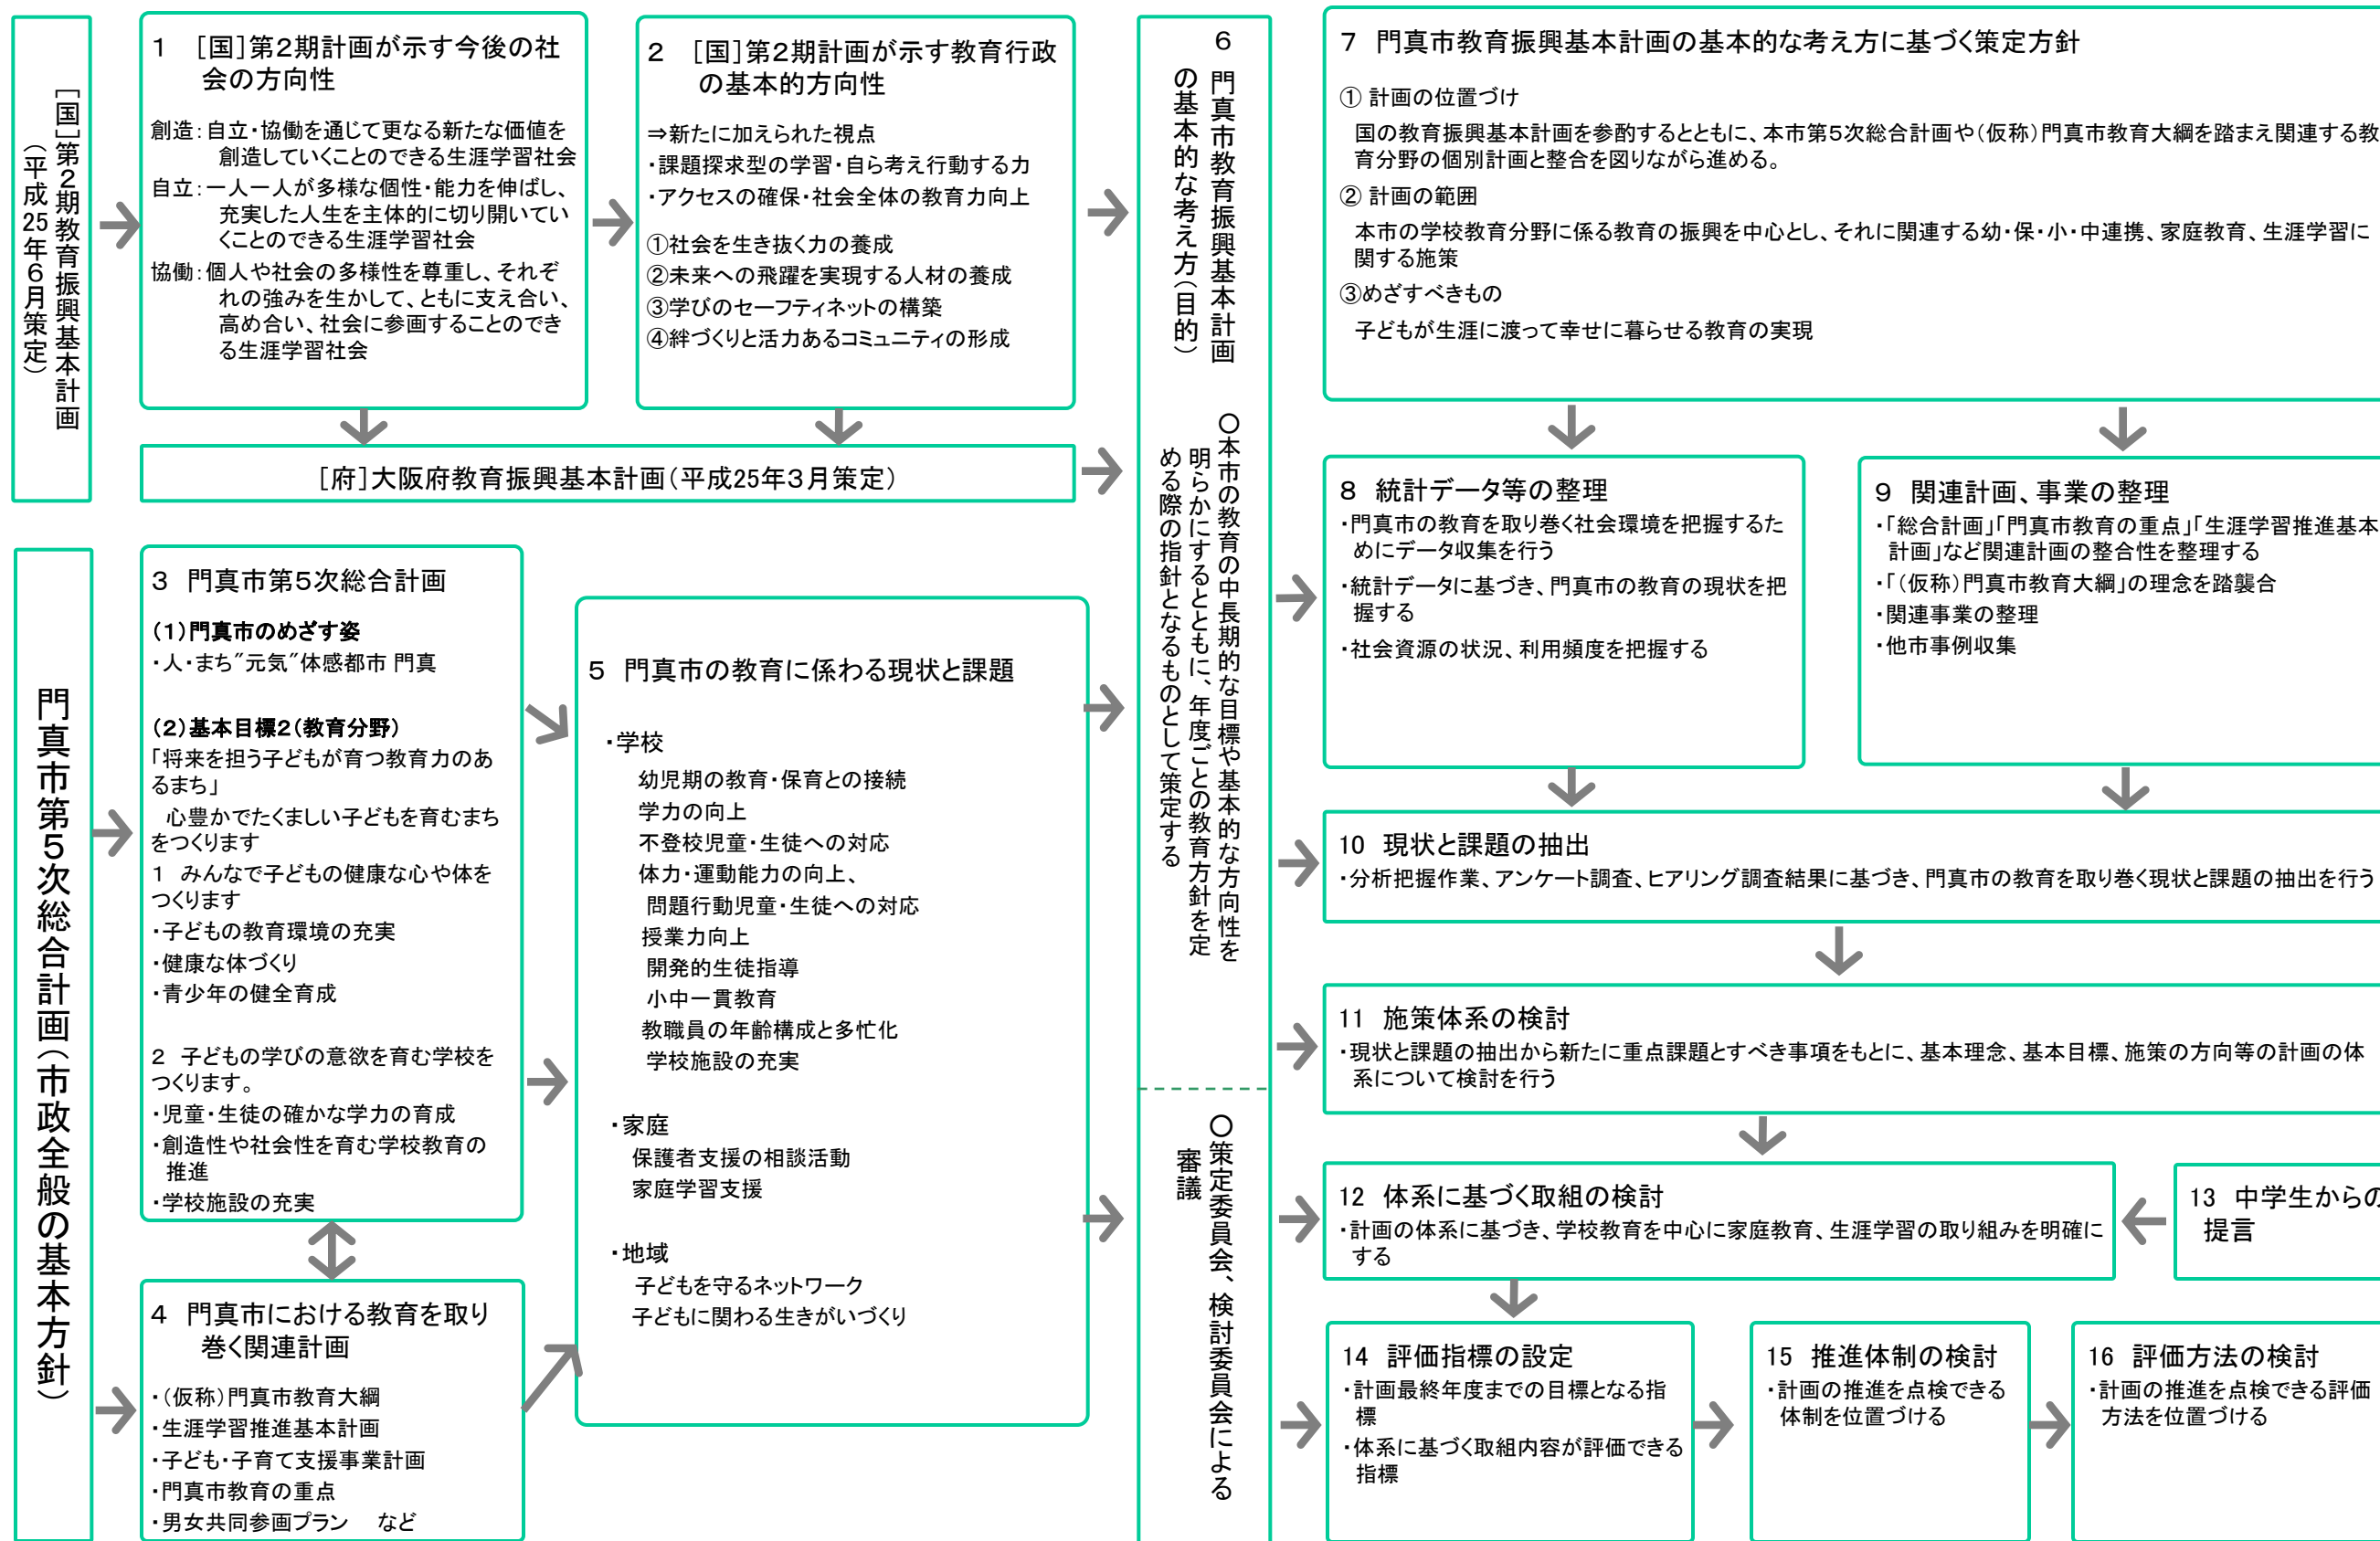 ［国］第２期教育振興基本計画
（平成25年６月策定）
１　［国］第２期計画が示す今後の社
会の方向性
創造：自立・協働を通じて更なる新たな価値を
創造していくことのできる生涯学習社会
自立：一人一人が多様な個性・能力を伸ばし、
充実した人生を主体的に切り開いてい
くことのできる生涯学習社会
協働：個人や社会の多様性を尊重し、それぞ
れの強みを生かして、ともに支え合い、
高め合い、社会に参画することのでき
る生涯学習社会
２　［国］第２期計画が示す教育行政
の基本的方向性
⇒新たに加えられた視点
・課題探求型の学習・自ら考え行動する力
・アクセスの確保・社会全体の教育力向上
①社会を生き抜く力の養成
②未来への飛躍を実現する人材の養成
③学びのセーフティネットの構築
④絆づくりと活力あるコミュニティの形成
［府］大阪府教育振興基本計画（平成25年３月策定）
門真市第５次総合計画（市政全般の基本方針）
３　門真市第５次総合計画
（１）門真市のめざす姿
・人・まち″元気″体感都市 門真
（２）基本目標２（教育分野）
「将来を担う子どもが育つ教育力のあ
るまち」
心豊かでたくましい子どもを育むまち
をつくります
１　みんなで子どもの健康な心や体を
つくります
・子どもの教育環境の充実
・健康な体づくり
・青少年の健全育成
２　子どもの学びの意欲を育む学校を
つくります。
・児童・生徒の確かな学力の育成
・創造性や社会性を育む学校教育の
推進
・学校施設の充実
４　門真市における教育を取り
巻く関連計画
・（仮称）門真市教育大綱
・生涯学習推進基本計画
・子ども・子育て支援事業計画
・門真市教育の重点
・男女共同参画プラン　など
５　門真市の教育に係わる現状と課題
・学校
幼児期の教育・保育との接続
学力の向上
不登校児童・生徒への対応
体力・運動能力の向上、
問題行動児童・生徒への対応
授業力向上
開発的生徒指導
小中一貫教育
教職員の年齢構成と多忙化
学校施設の充実
・家庭
保護者支援の相談活動
家庭学習支援
・地域
子どもを守るネットワーク
子どもに関わる生きがいづくり
６　門真市教育振興基本計画
の基本的な考え方（目的）
○本市の教育の中長期的な目標や基本的な方向性を
明らかにするとともに、年度ごとの教育方針を定
める際の指針となるものとして策定する
○策定委員会、検討委員会による
審議
７　門真市教育振興基本計画の基本的な考え方に基づく策定方針
① 計画の位置づけ
国の教育振興基本計画を参酌するとともに、本市第５次総合計画や（仮称）門真市教育大綱を踏まえ関連する教
育分野の個別計画と整合を図りながら進める。
② 計画の範囲
本市の学校教育分野に係る教育の振興を中心とし、それに関連する幼・保・小・中連携、家庭教育、生涯学習に
関する施策
③めざすべきもの
子どもが生涯に渡って幸せに暮らせる教育の実現
８　統計データ等の整理
・門真市の教育を取り巻く社会環境を把握するた
めにデータ収集を行う
・統計データに基づき、門真市の教育の現状を把
握する
・社会資源の状況、利用頻度を把握する
９　関連計画、事業の整理
・「総合計画」「門真市教育の重点」「生涯学習推進基本
計画」など関連計画の整合性を整理する
・「（仮称）門真市教育大綱」の理念を踏襲合
・関連事業の整理
・他市事例収集
10　現状と課題の抽出
・分析把握作業、アンケート調査、ヒアリング調査結果に基づき、門真市の教育を取り巻く現状と課題の抽出を行う
11　施策体系の検討
・現状と課題の抽出から新たに重点課題とすべき事項をもとに、基本理念、基本目標、施策の方向等の計画の体
系について検討を行う
12　体系に基づく取組の検討
・計画の体系に基づき、学校教育を中心に家庭教育、生涯学習の取り組みを明確に
する
13　中学生からの
提言
14　評価指標の設定
・計画最終年度までの目標となる指
標
・体系に基づく取組内容が評価できる
指標
15　推進体制の検討
・計画の推進を点検できる
体制を位置づける
16　評価方法の検討
・計画の推進を点検できる評価
方法を位置づける